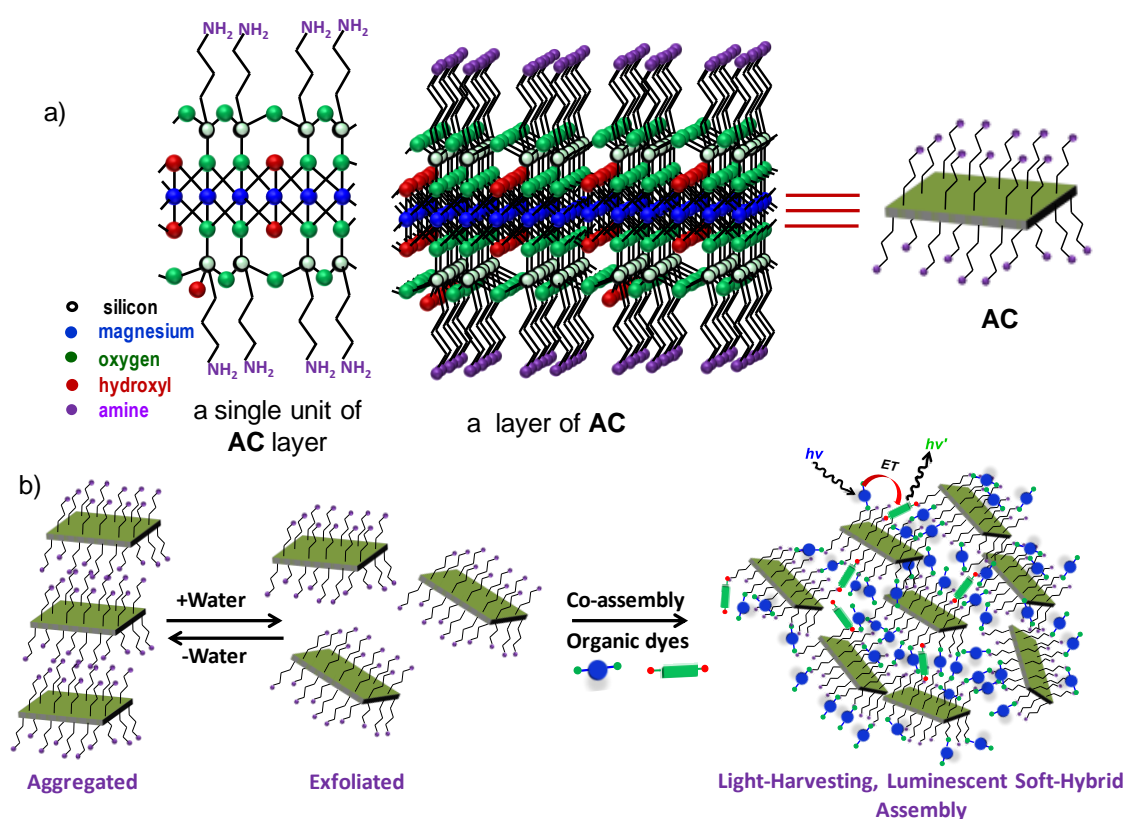 NH2 NH2 NH2 NH2
a)
silicon
magnesium
oxygen
hydroxyl
amine
NH2 NH2 NH2 NH2
a single unit of
AC layer
a layer of AC
AC
b)
+Water
-Water
Co-assembly
Organic dyes
hν
ET
hν'
Aggregated
Exfoliated
Light-Harvesting, Luminescent Soft-Hybrid
Assembly